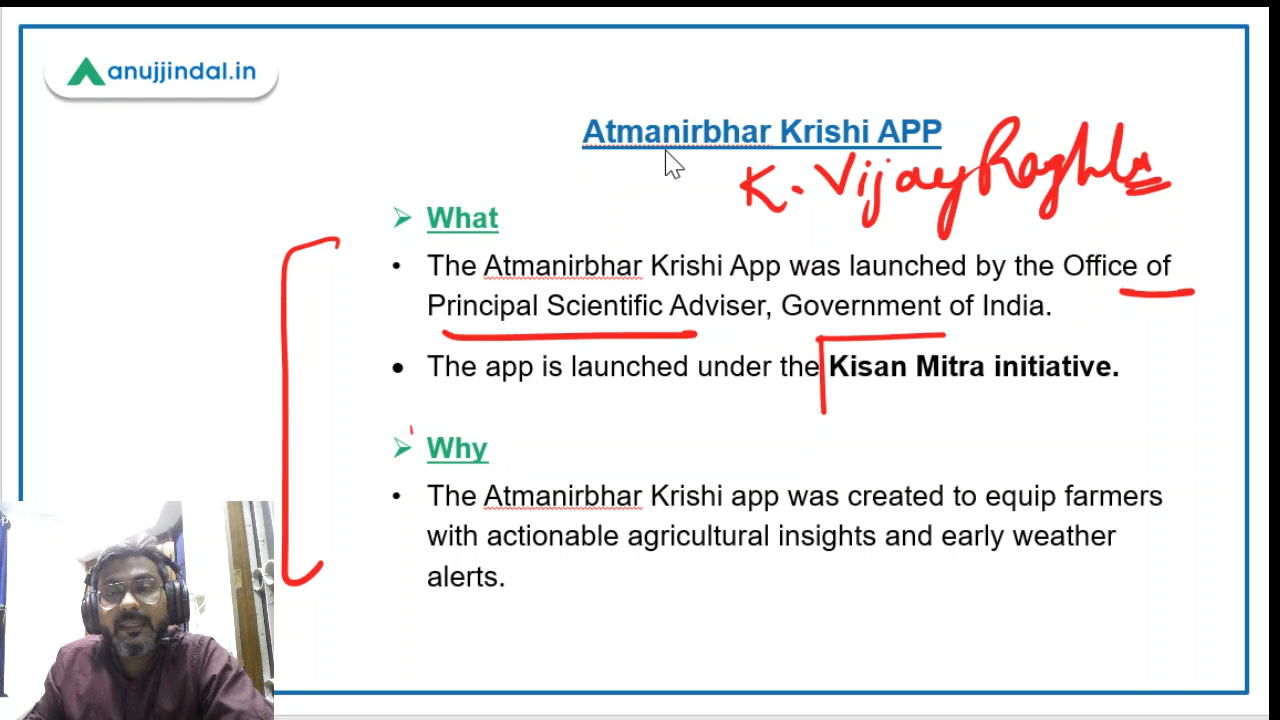 anujjindal.in
Atmanirbhar Krishi APP
K. Vijay
➢ What
• The Atmanirbhar Krishi App was launched by the Office of
Principal Scientific Adviser, Government of India.
• The app is launched under the Kisan Mitra initiative.
➢ Why
• The Atmanirbhar Krishi app was created to equip farmers
with actionable agricultural insights and early weather
alerts.